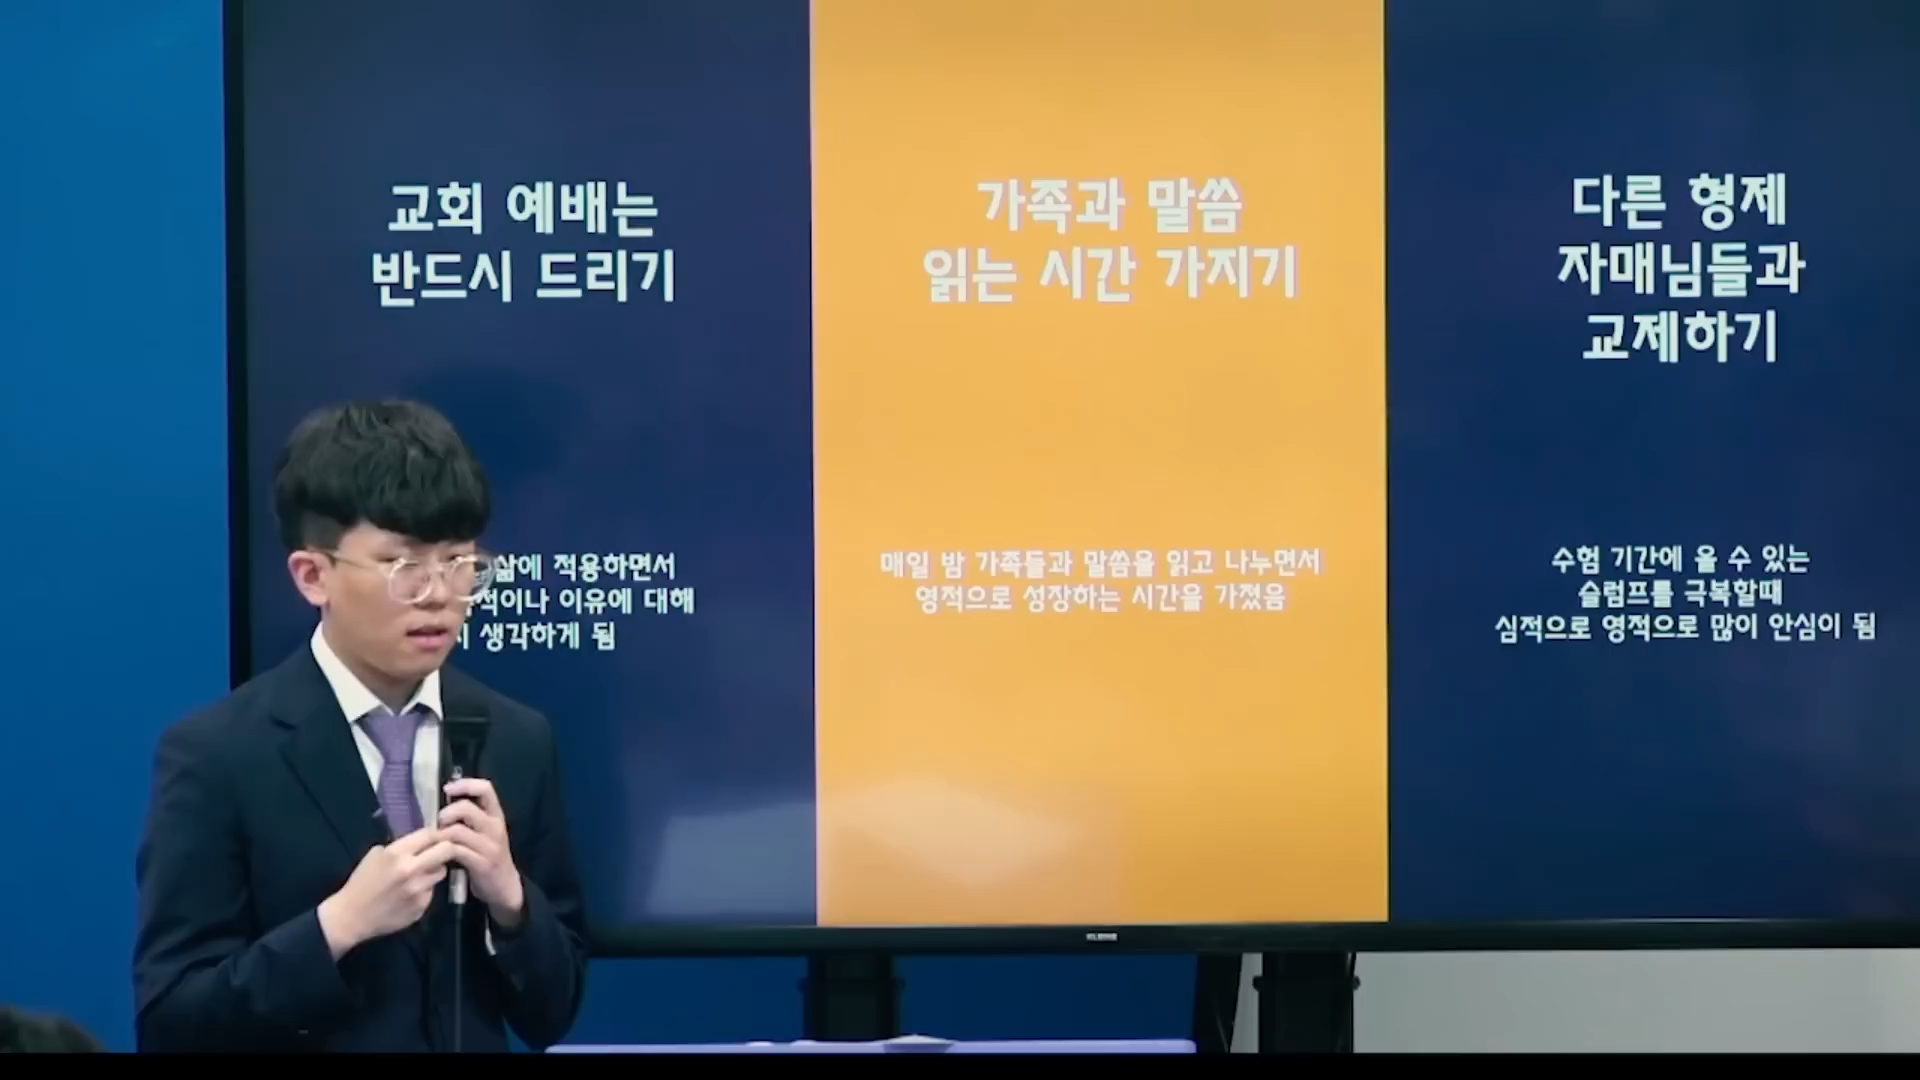 교회 예배는
반드시 드리기
삶에 적용하면서
이유에 대해
생각하게 됨
가족과 말씀
읽는 시간 가지기
매일 밤 가족들과 말씀을 읽고 나누면서
영적으로 성장하는 시간을 가졌음
다른 형제
자매님들과
교제하기
수험 기간에 올 수 있는
슬럼프를 극복할때
심적으로 영적으로 많이 안심이 됨